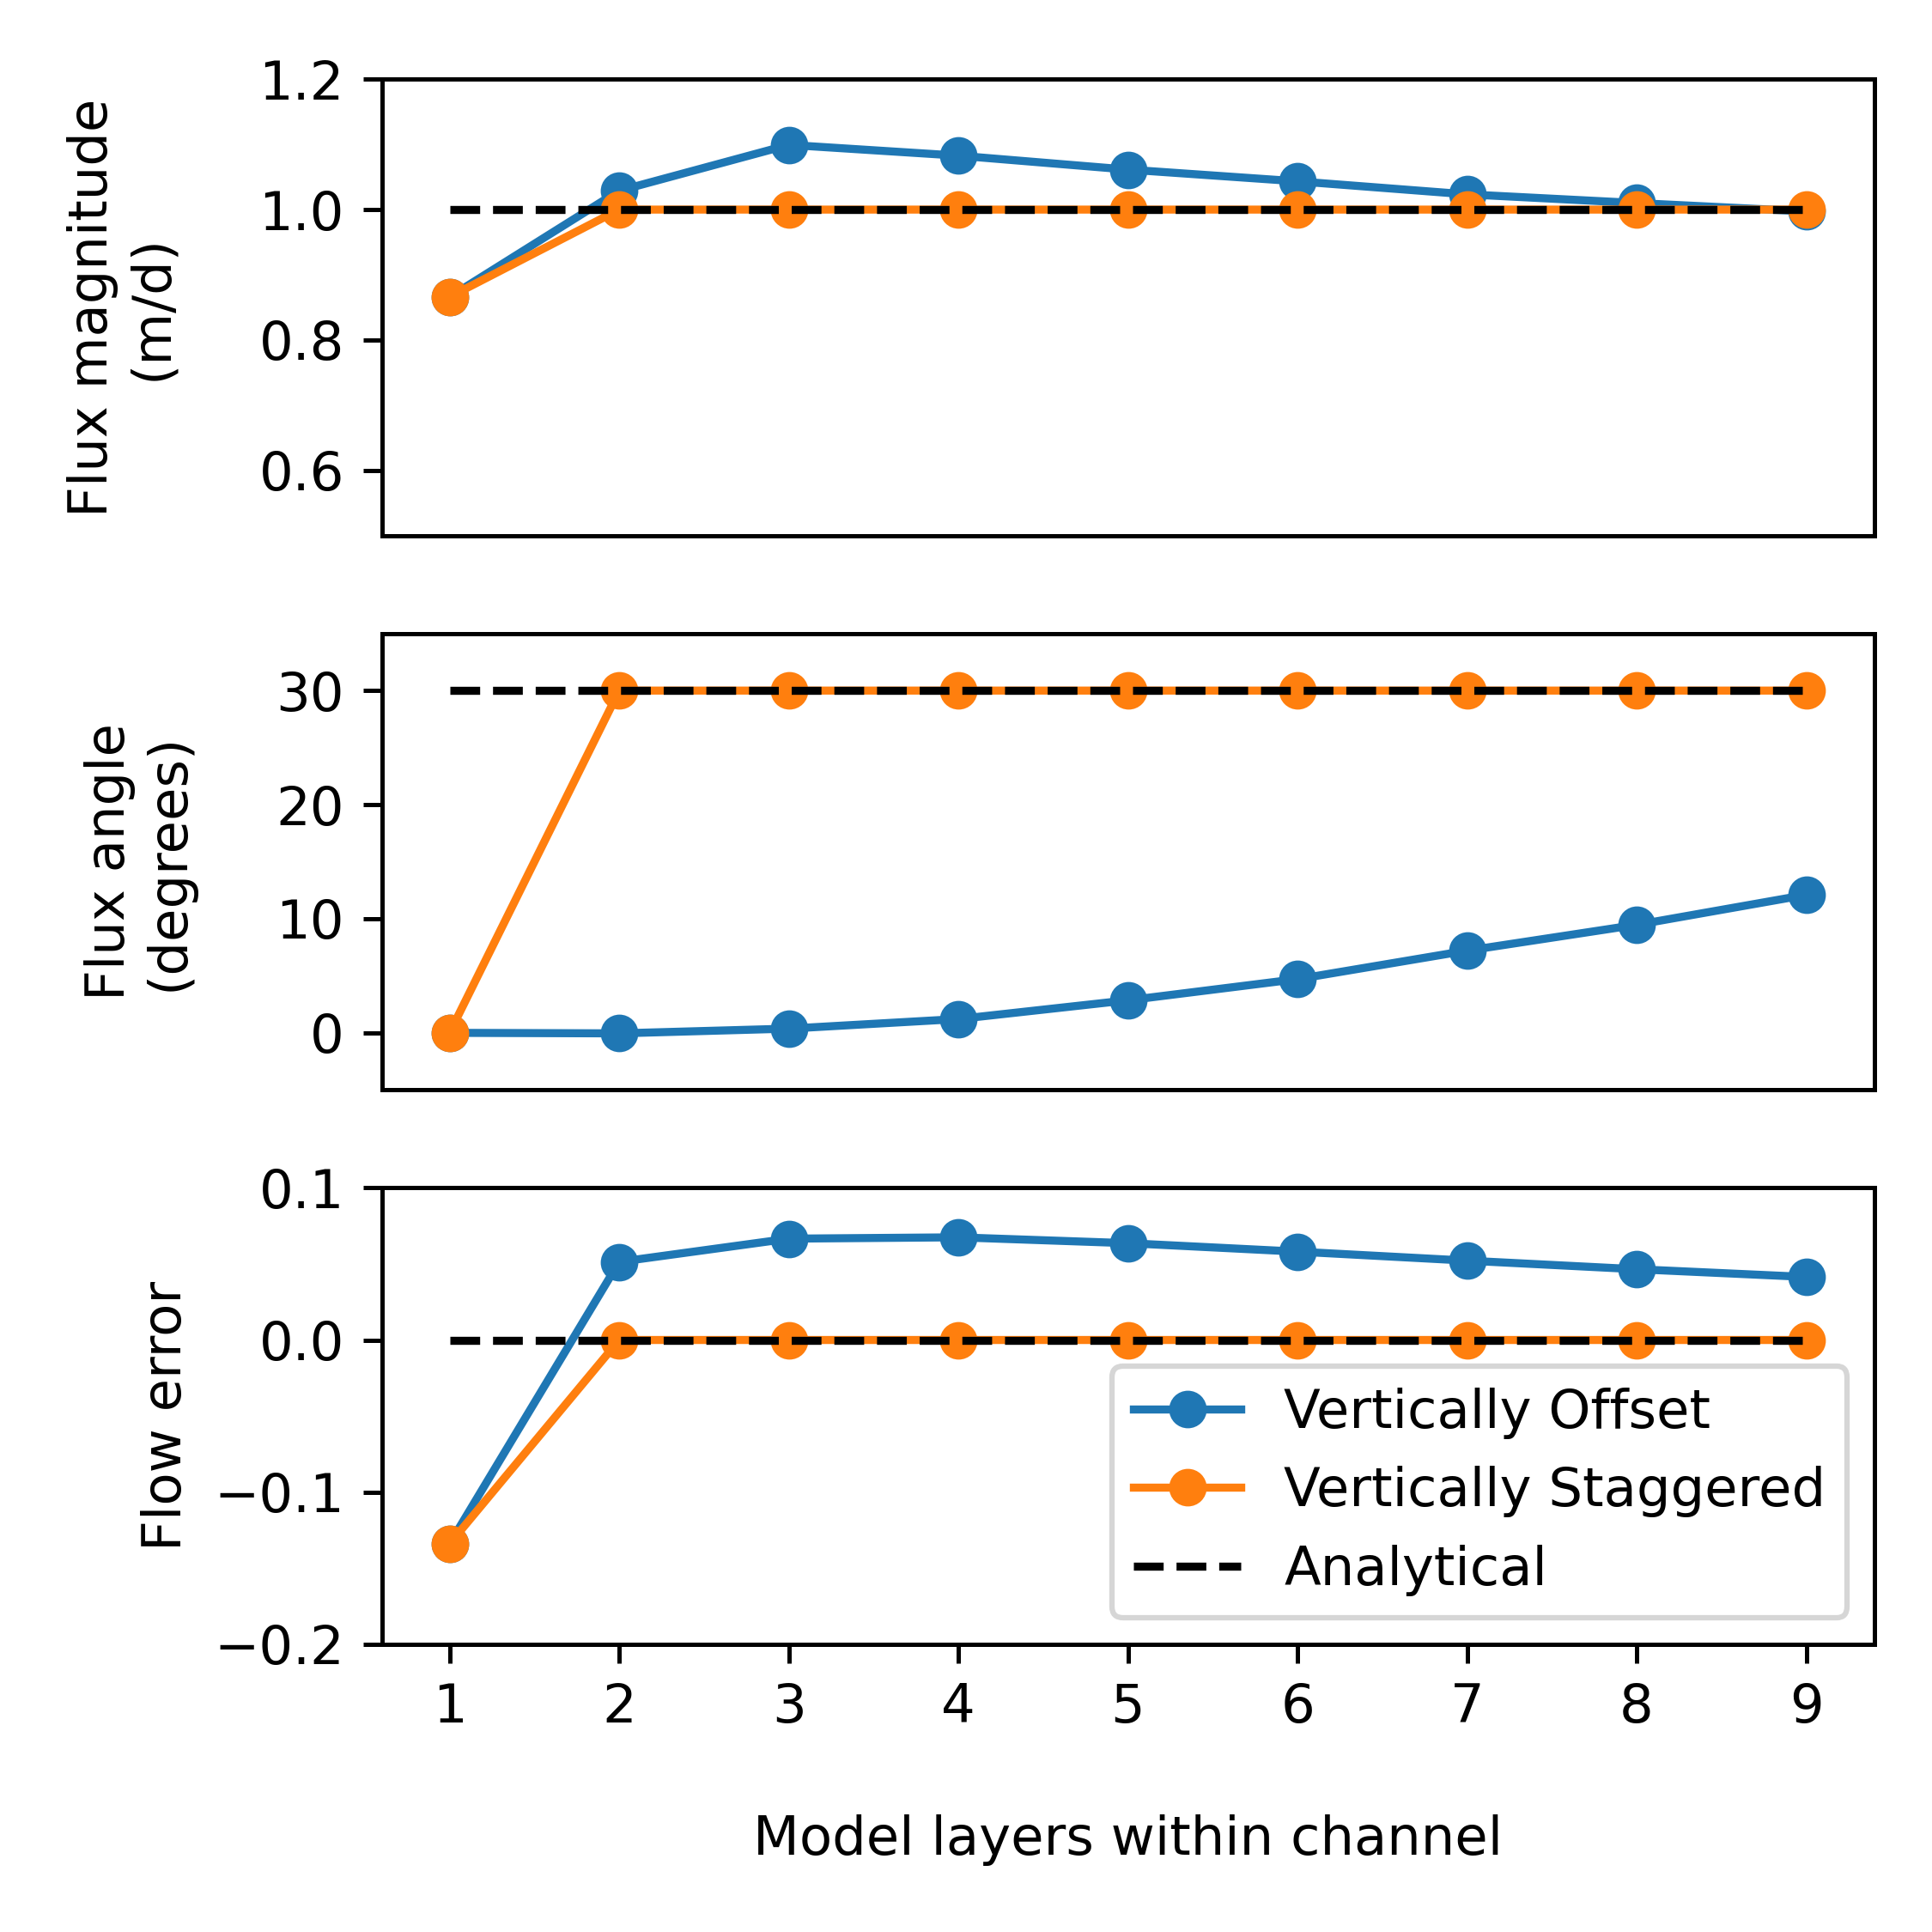 Flux magnitude
(m/d)
1.2
1.0
0.8
0.6
Flux angle
(degrees)
30
20
10
0
Flow error
0.1
0.0
−0.1
−0.2
Vertically Offset
Vertically Staggered
Analytical
1 2 3 4 5 6 7 8 9
Model layers within channel